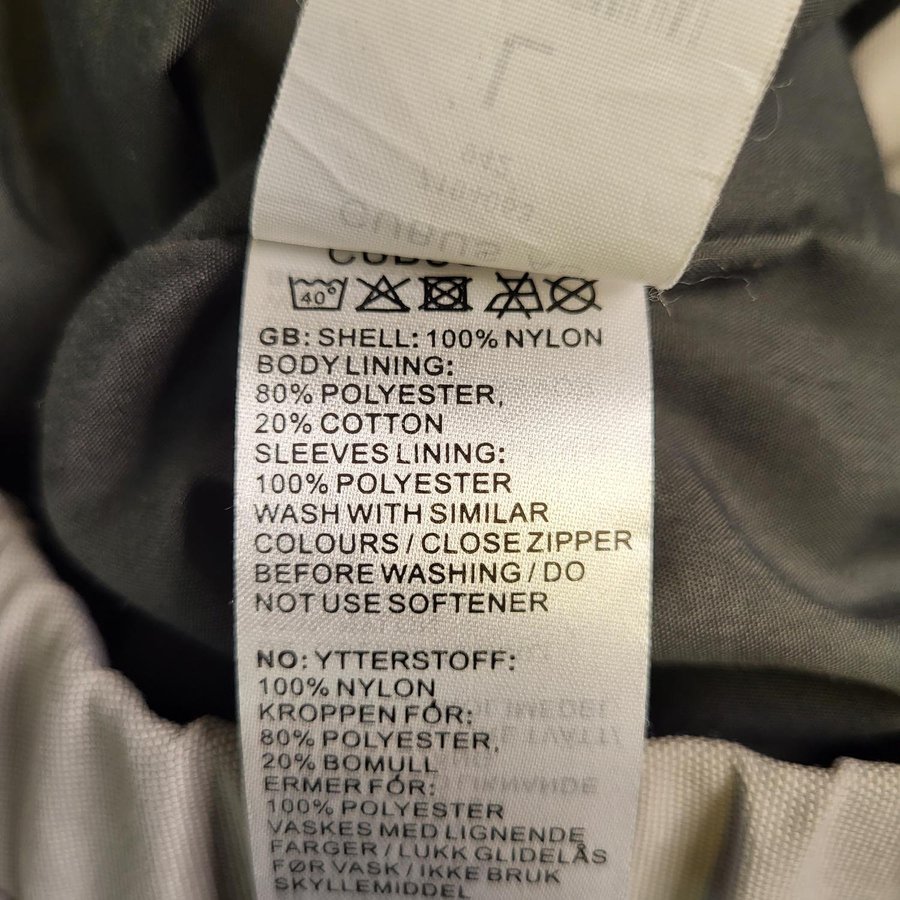 L
CUBUS
40°
GB: SHELL: 100% NYLON
BODY LINING:
80% POLYESTER,
20% COTTON
SLEEVES LINING:
100% POLYESTER
WASH WITH SIMILAR
COLOURS / CLOSE ZIPPER
BEFORE WASHING / DO
NOT USE SOFTENER
NO: YTTERSTOFF:
100% NYLON
KROPPEN FÓR:
80% POLYESTER,
20% BOMULL
ERMER FÓR:
100% POLYESTER
VASKES MED LIGNENDE
FARGER / LUKK GLIDELÅS
FØR VASK / IKKE BRUK
SKYLLEMIDDEL